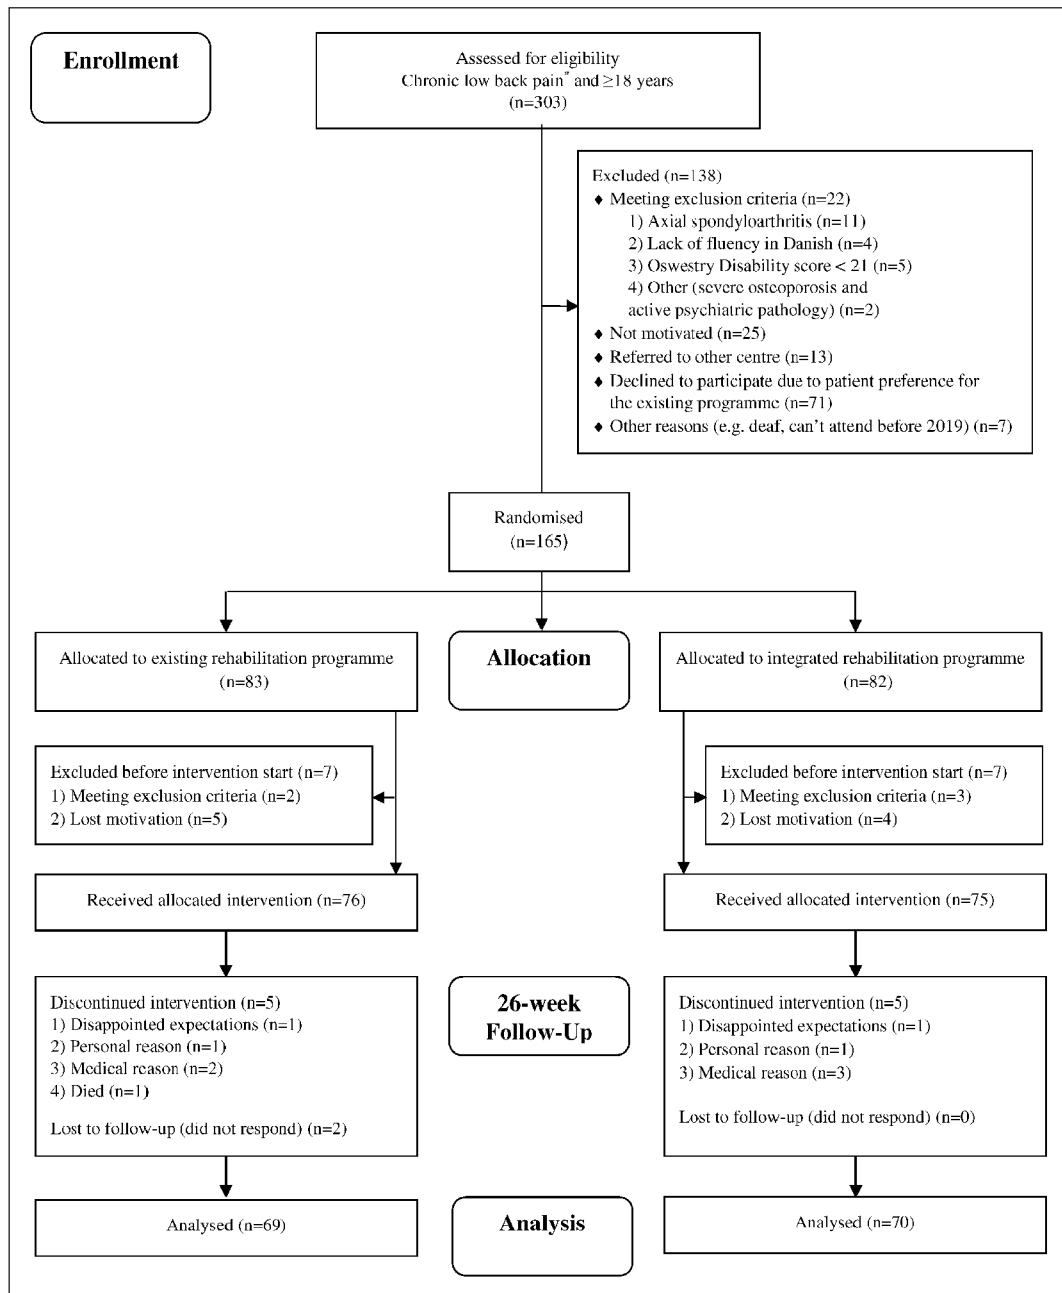 Enrollment
Assessed for eligibility
Chronic low back pain* and ≥18 years
(n=303)
Excluded (n=138)
♦ Meeting exclusion criteria (n=22)
1) Axial spondyloarthritis (n=11)
2) Lack of fluency in Danish (n=4)
3) Oswestry Disability score < 21 (n=5)
4) Other (severe osteoporosis and
active psychiatric pathology) (n=2)
♦ Not motivated (n=25)
♦ Referred to other centre (n=13)
♦ Declined to participate due to patient preference for
the existing programme (n=71)
♦ Other reasons (e.g. deaf, can't attend before 2019) (n=7)
Randomised
(n=165)
Allocation
Allocated to existing rehabilitation programme
(n=83)
Allocated to integrated rehabilitation programme
(n=82)
Excluded before intervention start (n=7)
1) Meeting exclusion criteria (n=2)
2) Lost motivation (n=5)
Excluded before intervention start (n=7)
1) Meeting exclusion criteria (n=3)
2) Lost motivation (n=4)
Received allocated intervention (n=76)
Received allocated intervention (n=75)
26-week
Follow-Up
Discontinued intervention (n=5)
1) Disappointed expectations (n=1)
2) Personal reason (n=1)
3) Medical reason (n=2)
4) Died (n=1)
Lost to follow-up (did not respond) (n=2)
Discontinued intervention (n=5)
1) Disappointed expectations (n=1)
2) Personal reason (n=1)
3) Medical reason (n=3)
Lost to follow-up (did not respond) (n=0)
Analysis
Analysed (n=69)
Analysed (n=70)